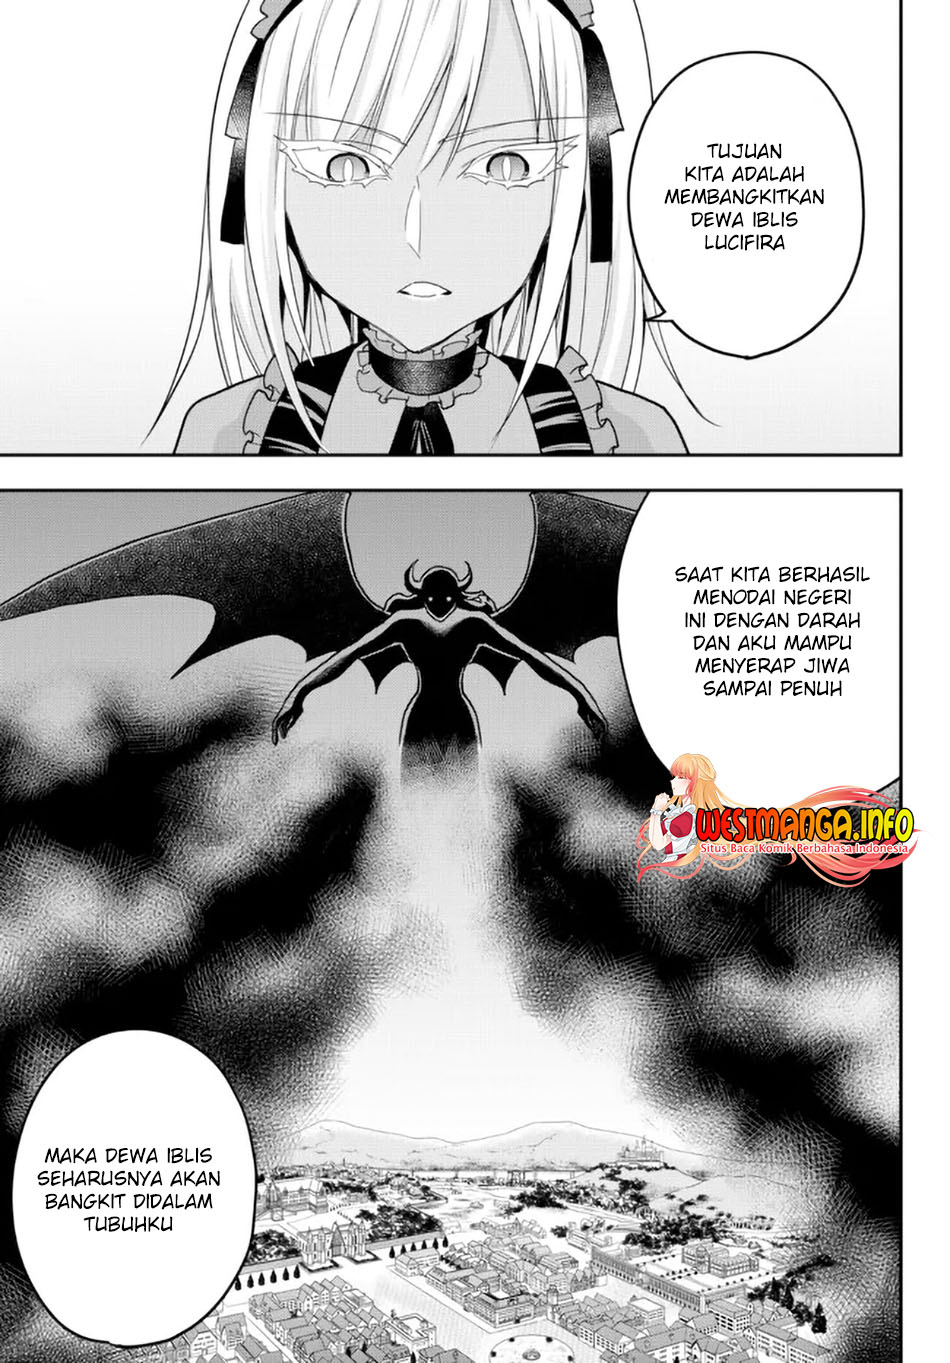 TUJUAN
KITA ADALAH
MEMBANGKITKAN
DEWA IBLIS
LUCIFIRA
SAAT KITA BERHASIL
MENODAI NEGERI
INI DENGAN DARAH
DAN AKU MAMPU
MENYERAP JIWA
SAMPAI PENUH
WESTMANGA.INFO
Situs Baca Komik Berbahasa Indonesia
MAKA DEWA IBLIS
SEHARUSNYA AKAN
BANGKIT DIDALAM
TUBUHKU